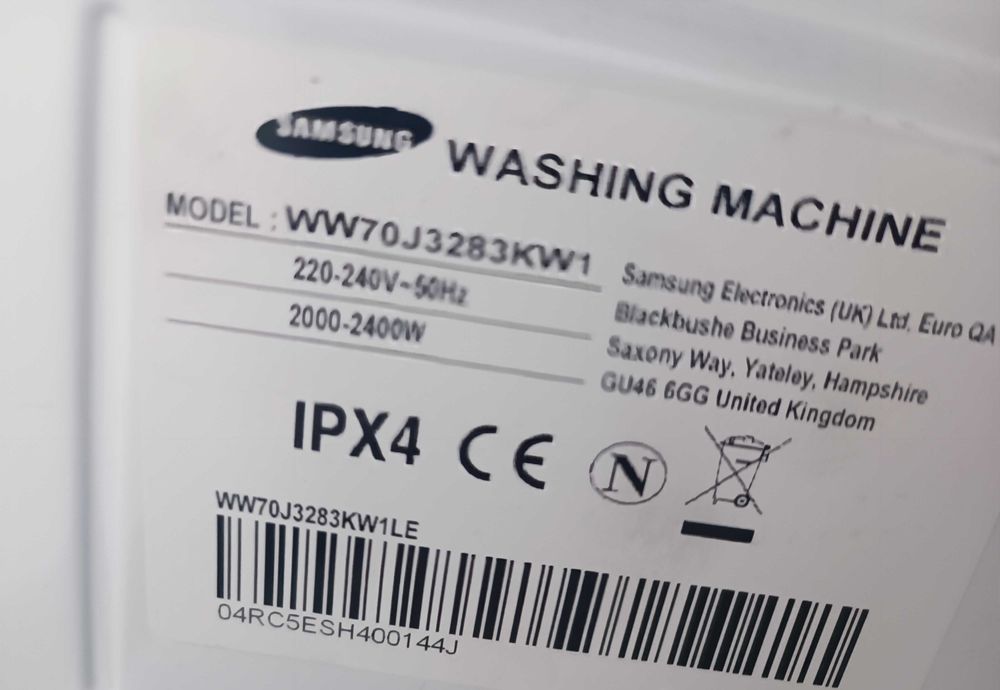 SAMSUNG WASHING MACHINE
MODEL : WW70J3283KW1
220-240V~50Hz
2000-2400W
Samsung Electronics (UK) Ltd. Euro QA
Blackbushe Business Park
Saxony Way, Yateley, Hampshire
GU46 6GG United Kingdom
IPX4 CE N
WW70J3283KW1LE
04RC5ESH400144J